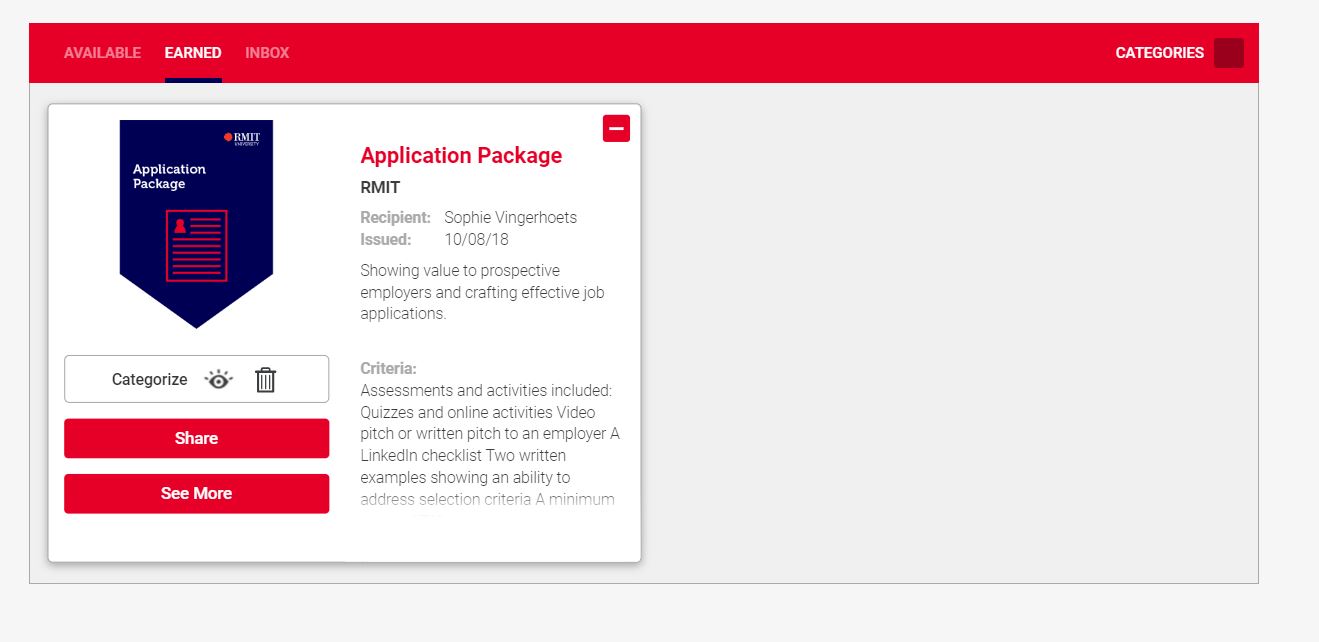 AVAILABLE EARNED INBOX CATEGORIES
RMIT
UNIVERSITY
Application
Package
Application Package
RMIT
Recipient: Sophie Vingerhoets
Issued: 10/08/18
Showing value to prospective
employers and crafting effective job
applications.
Categorize
Share
See More
Criteria:
Assessments and activities included:
Quizzes and online activities Video
pitch or written pitch to an employer A
LinkedIn checklist Two written
examples showing an ability to
address selection criteria A minimum